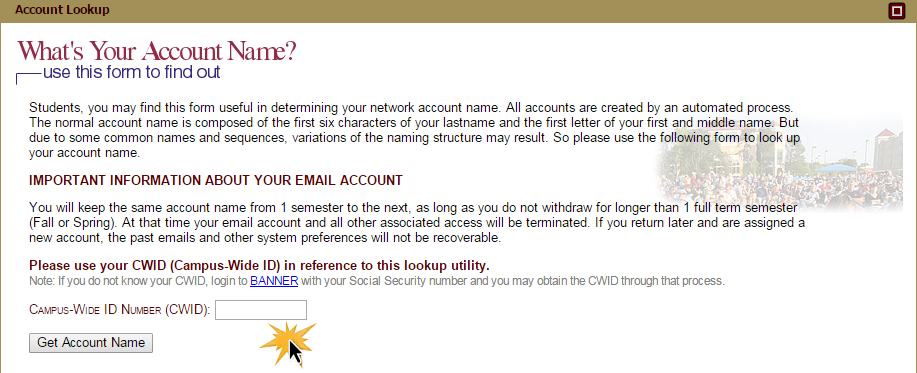 Account Lookup
What's Your Account Name?
use this form to find out
Students, you may find this form useful in determining your network account name. All accounts are created by an automated process.
The normal account name is composed of the first six characters of your lastname and the first letter of your first and middle name. But
due to some common names and sequences, variations of the naming structure may result. So please use the following form to look up
your account name.
IMPORTANT INFORMATION ABOUT YOUR EMAIL ACCOUNT
You will keep the same account name from 1 semester to the next, as long as you do not withdraw for longer than 1 full term semester
(Fall or Spring). At that time your email account and all other associated access will be terminated. If you return later and are assigned a
new account, the past emails and other system preferences will not be recoverable.
Please use your CWID (Campus-Wide ID) in reference to this lookup utility.
Note: If you do not know your CWID, login to BANNER with your Social Security number and you may obtain the CWID through that process.
Campus-Wide ID Number (CWID):
Get Account Name